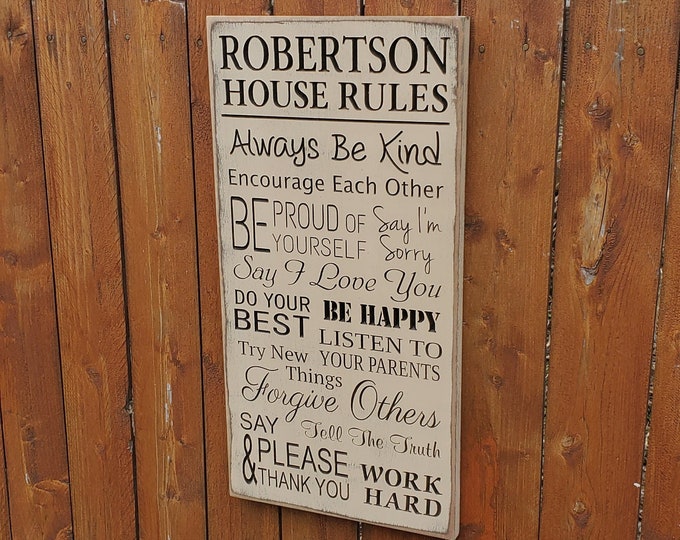 ROBERTSON
HOUSE RULES
Always Be Kind
Encourage Each Other
BE PROUD OF YOURSELF
Say I'm Sorry
Say I Love You
DO YOUR BEST
BE HAPPY
LISTEN TO YOUR PARENTS
Try New Things
Forgive Others
Tell The Truth
SAY PLEASE & THANK YOU
WORK HARD